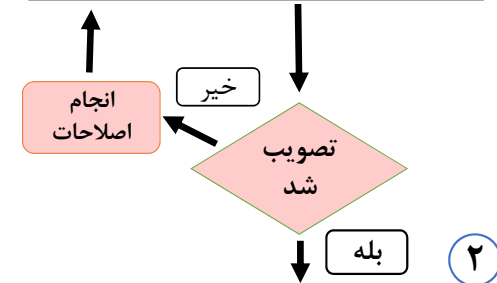 خیر
انجام
اصلاحات
تصویب
شد
بله
۲